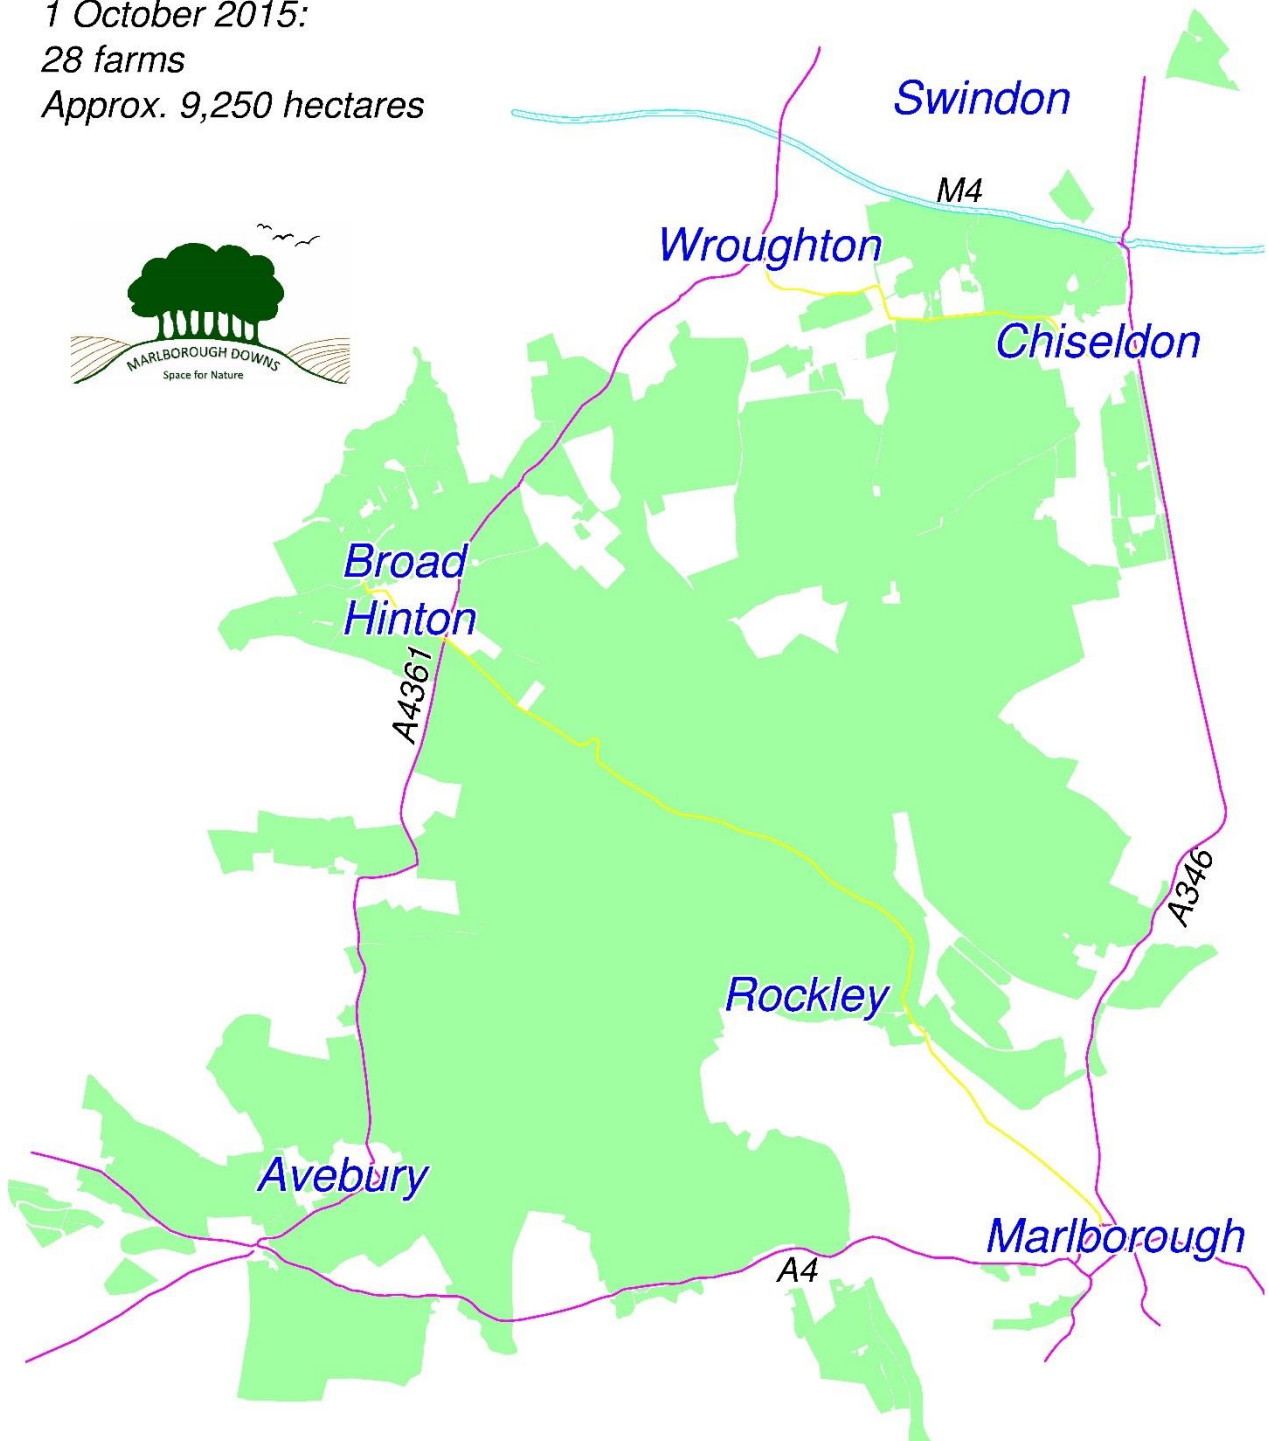 1 October 2015:
28 farms
Approx. 9,250 hectares
Swindon
M4
Wroughton
MARLBOROUGH DOWNS
Space for Nature
Chiseldon
Broad
Hinton
A4361
A346
Rockley
Avebury
Marlborough
A4